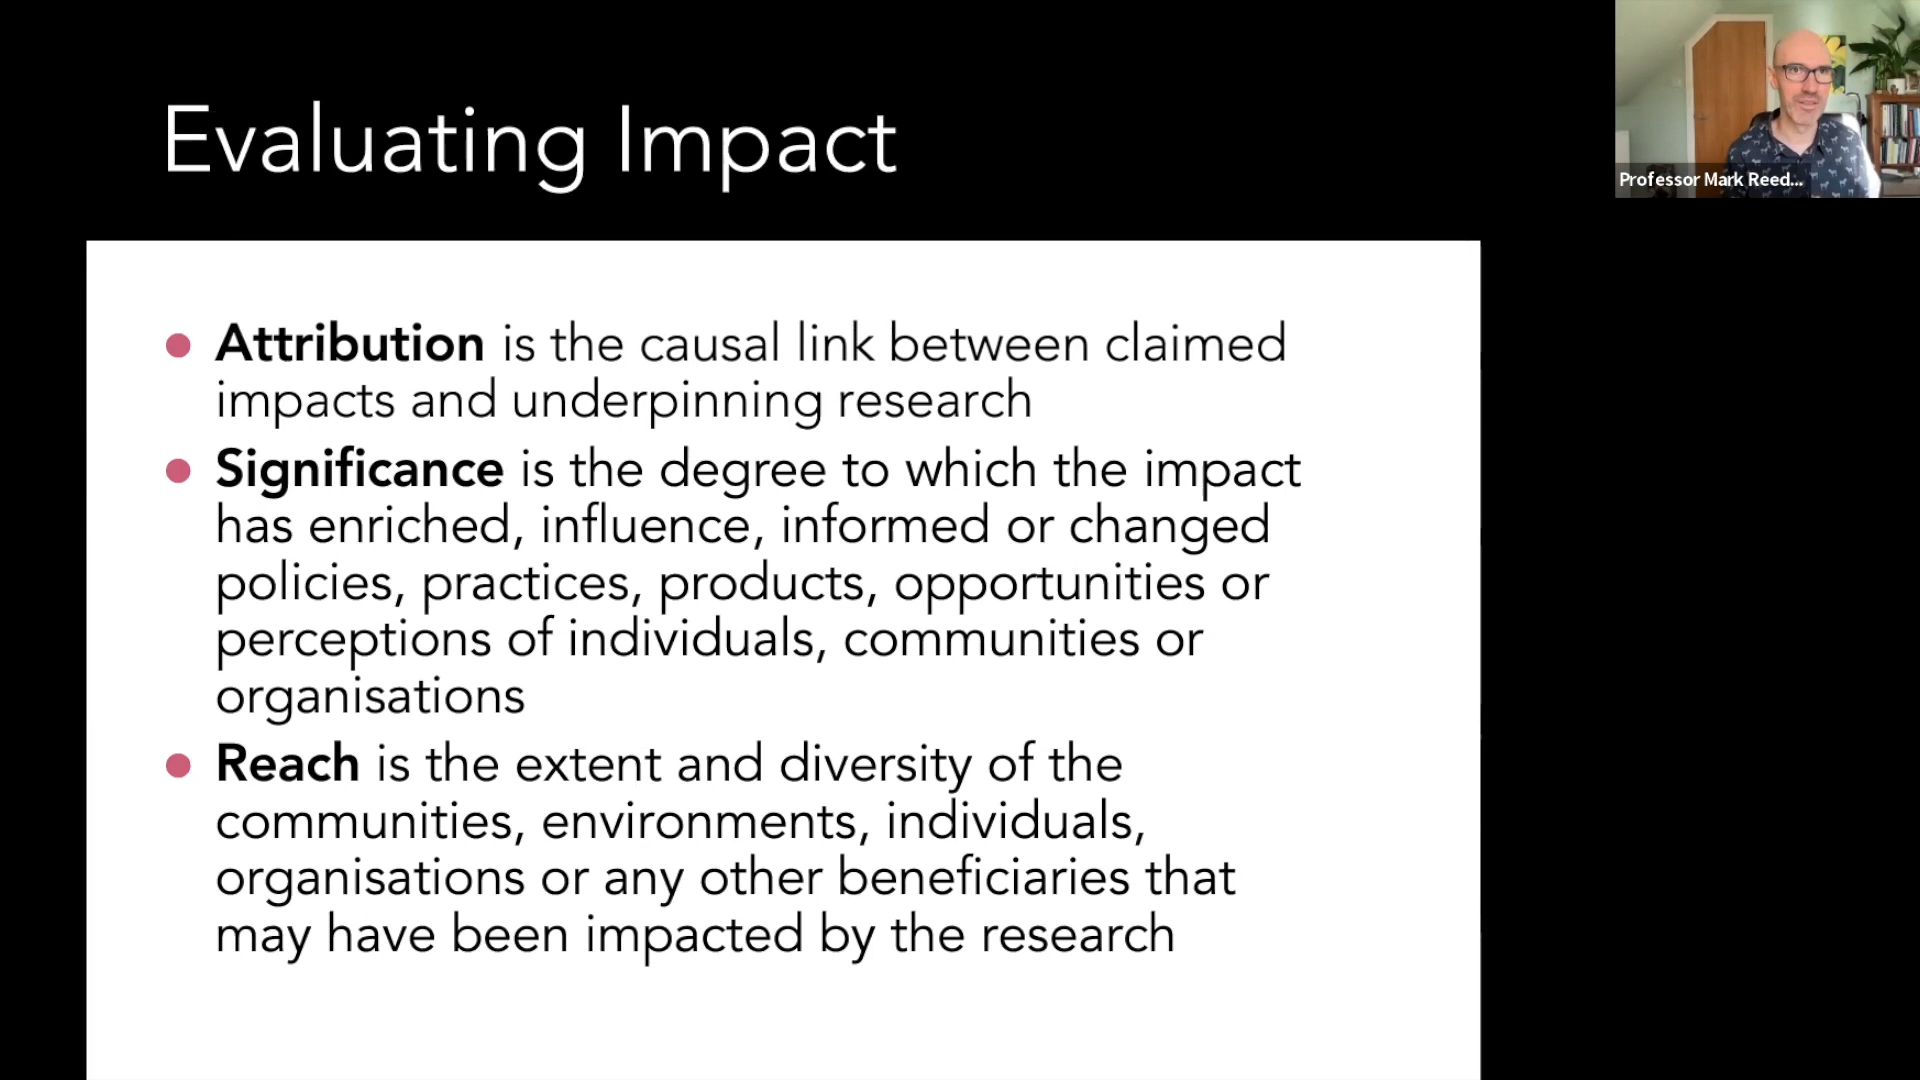 Evaluating Impact
Professor Mark Reed...
Attribution is the causal link between claimed
impacts and underpinning research
Significance is the degree to which the impact
has enriched, influence, informed or changed
policies, practices, products, opportunities or
perceptions of individuals, communities or
organisations
Reach is the extent and diversity of the
communities, environments, individuals,
organisations or any other beneficiaries that
may have been impacted by the research